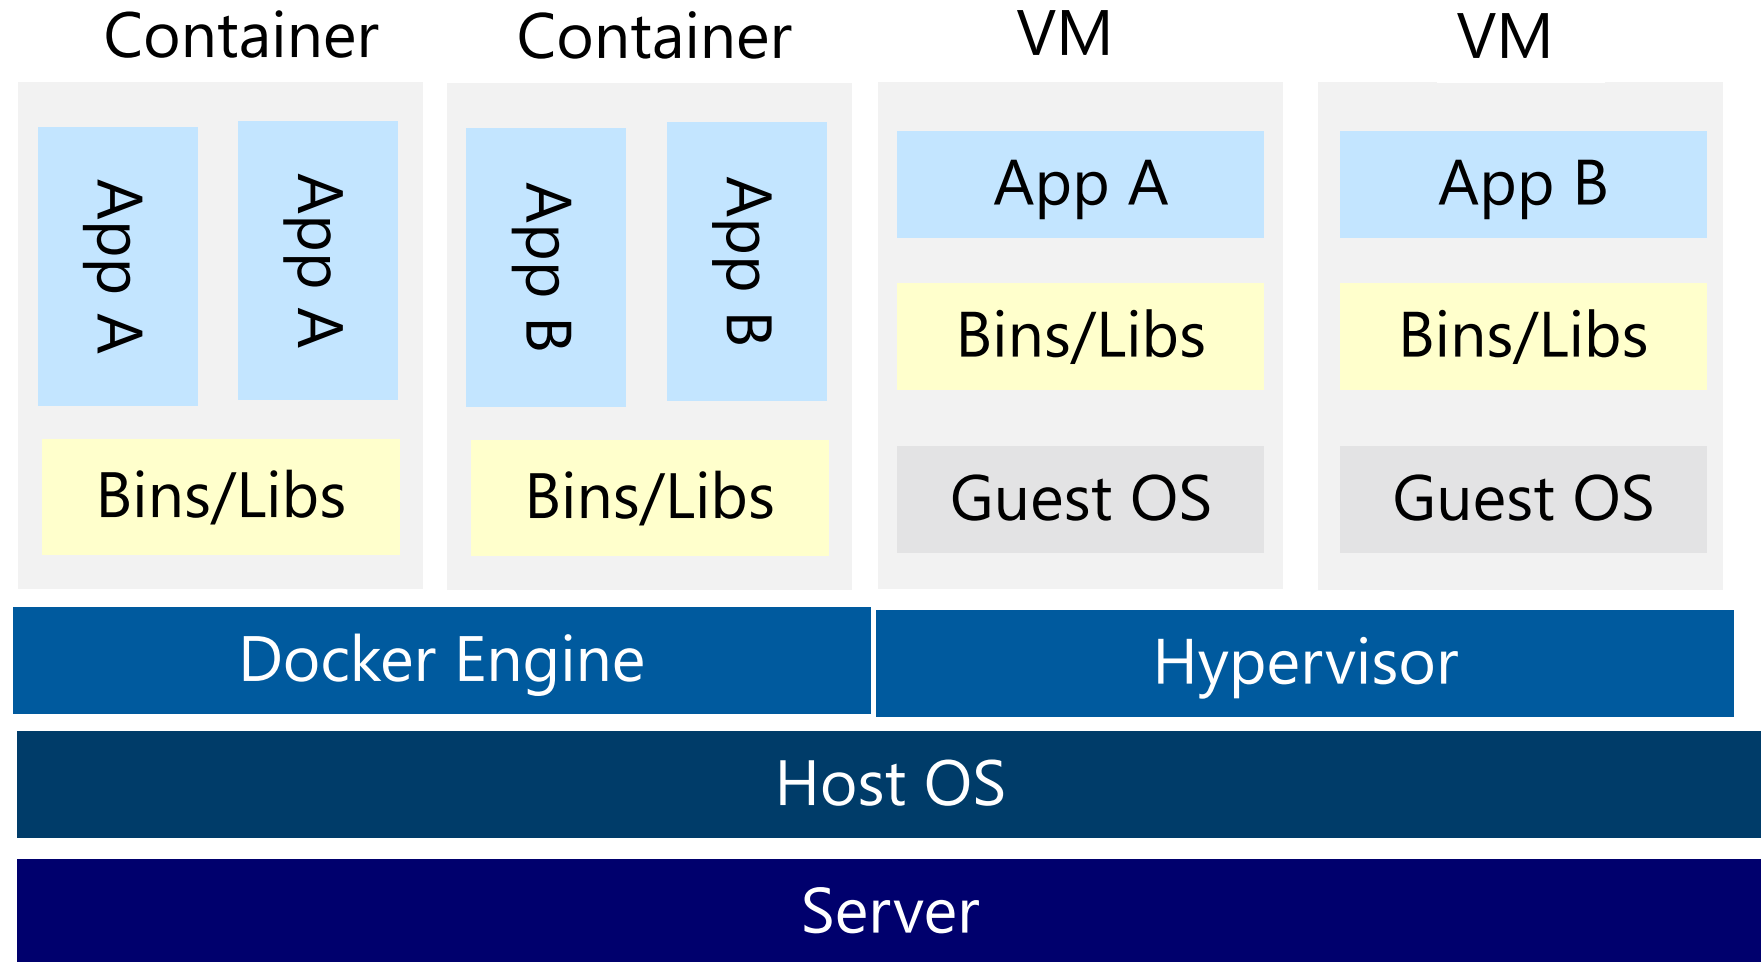 Container
Container
VM
VM
App A
App A
App B
App B
App A
App B
Bins/Libs
Bins/Libs
Bins/Libs
Bins/Libs
Guest OS
Guest OS
Docker Engine
Hypervisor
Host OS
Server